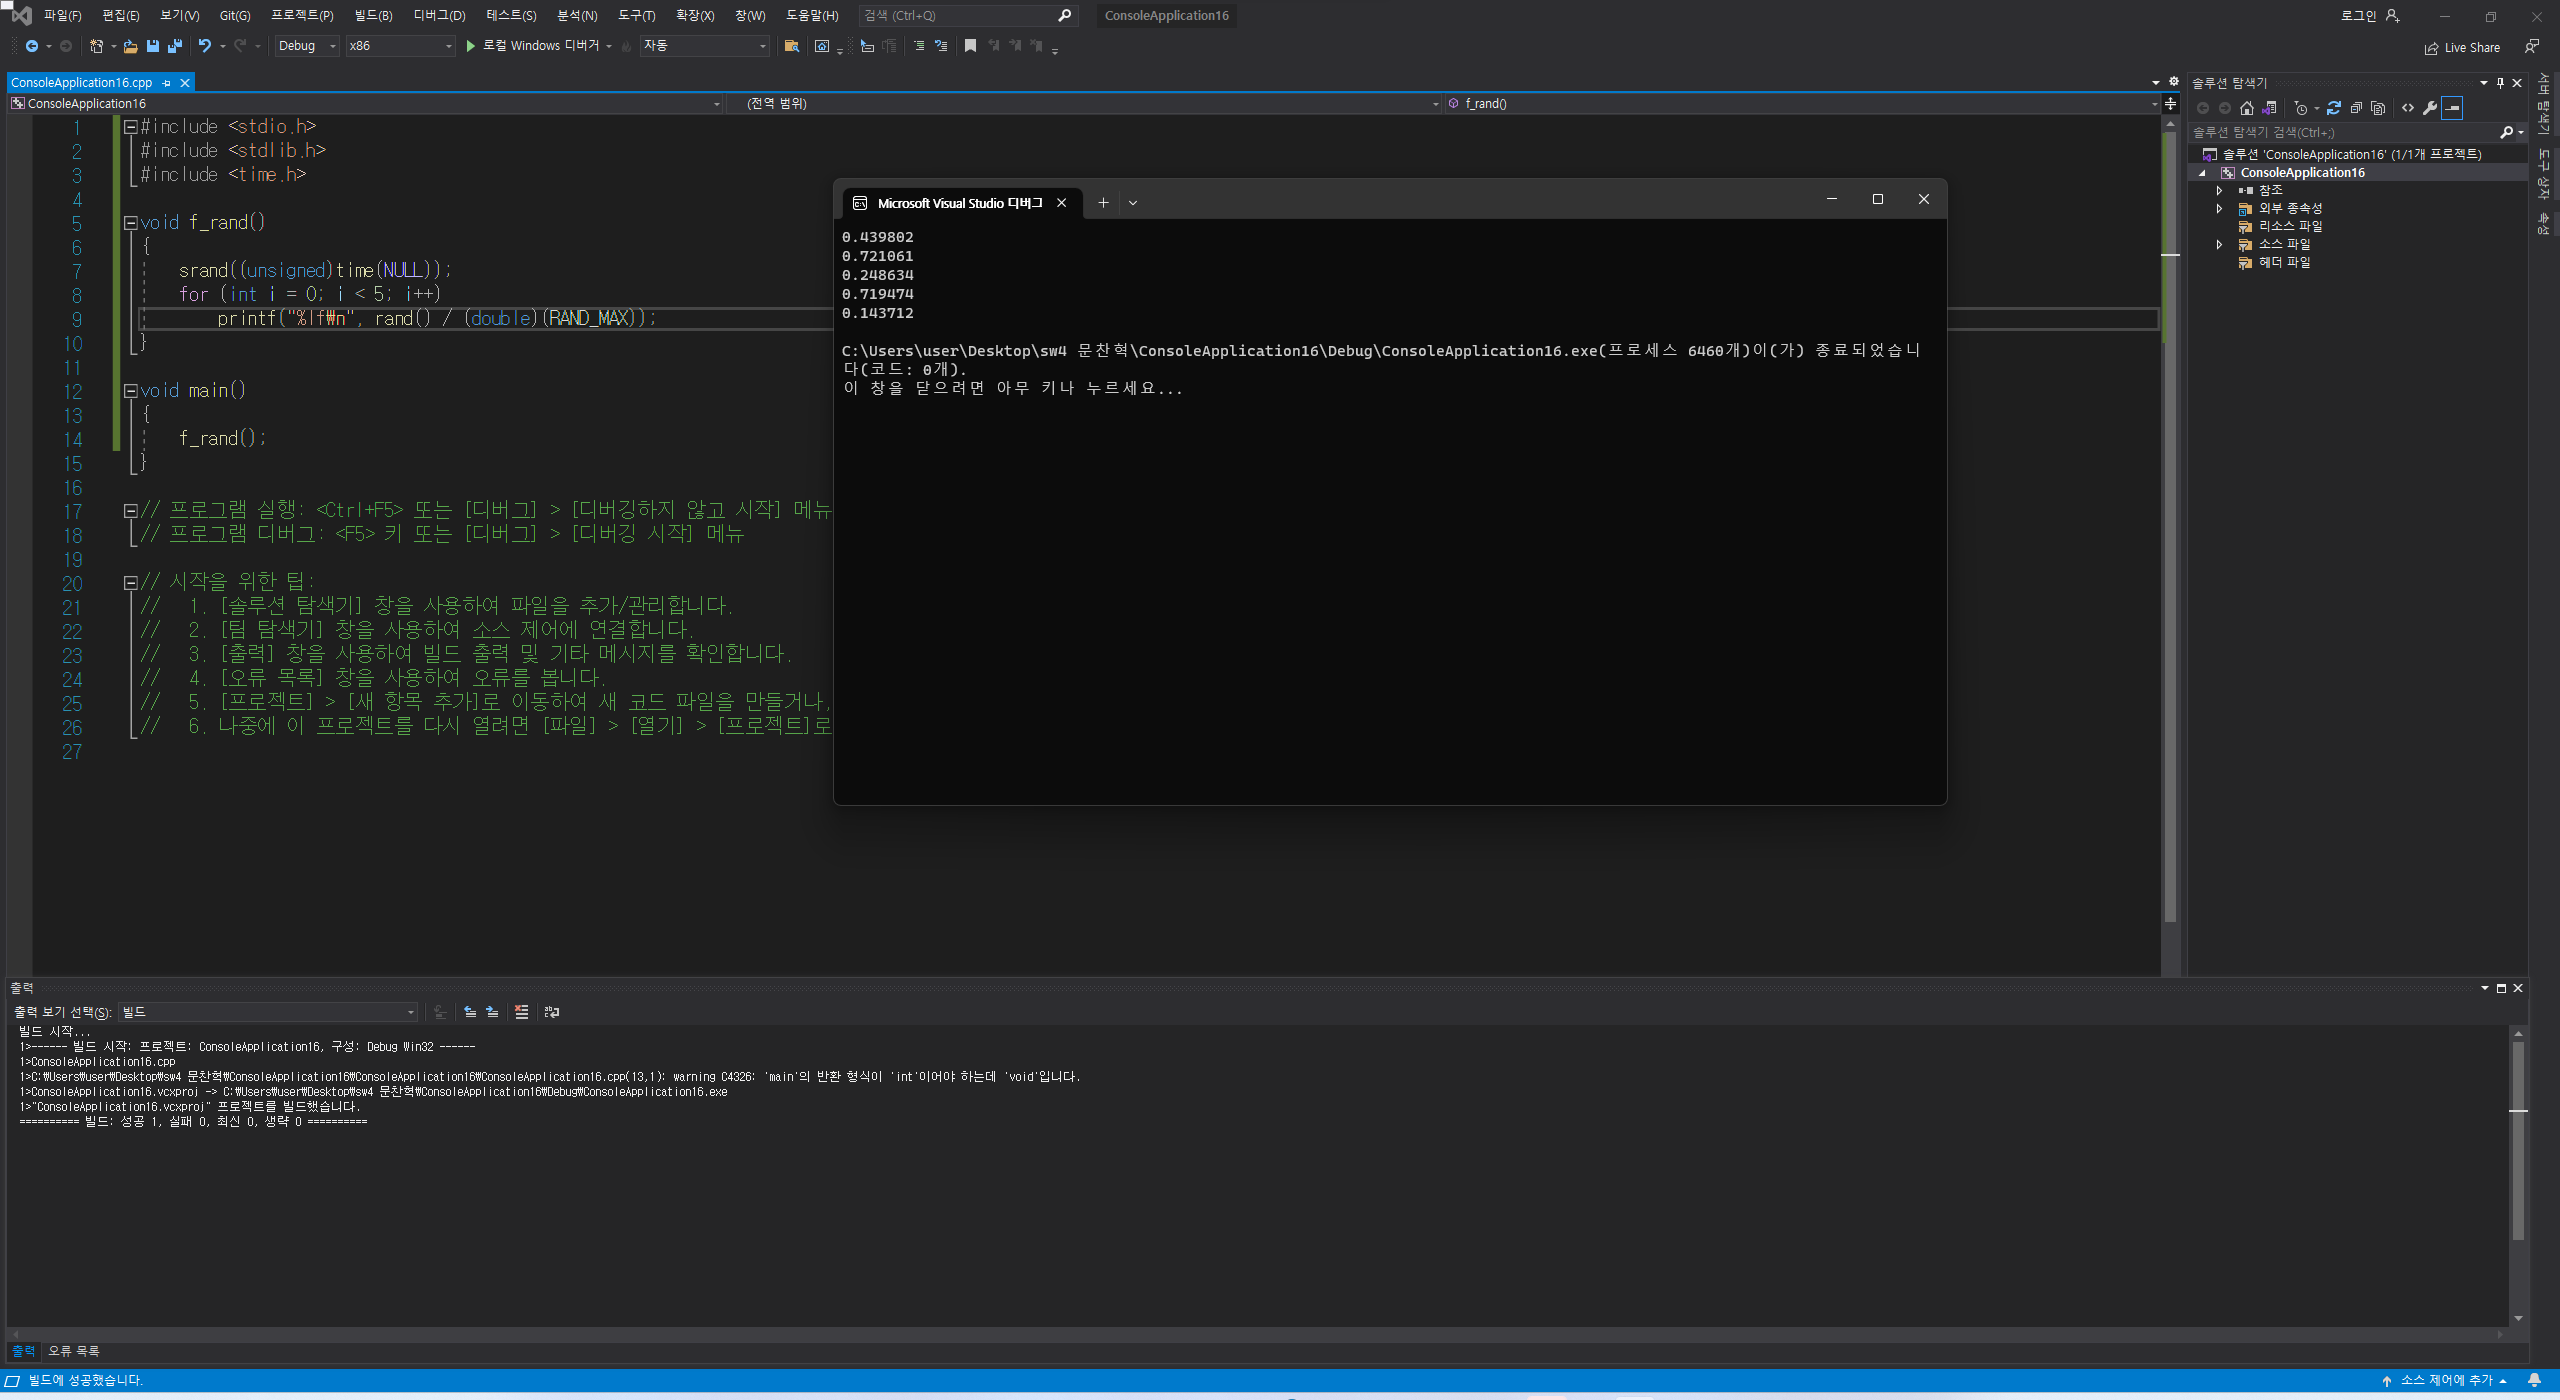 파일(F) 편집(E) 보기(V) Git(G) 프로젝트(P) 빌드(B) 디버그(D) 테스트(S) 분석(N) 도구(T) 확장(X) 창(W) 도움말(H) 검색 (Ctrl+Q) ConsoleApplication16 로그인
Debug x86 로컬 Windows 디버거 자동 Live Share
ConsoleApplication16.cpp
ConsoleApplication16 (전역 범위) f_rand()
1 #include <stdio.h>
2 #include <stdlib.h>
3 #include <time.h>
4
5 void f_rand()
6 {
7 srand((unsigned)time(NULL));
8 for (int i = 0; i < 5; i++)
9 printf("%lf₩n", rand() / (double)(RAND_MAX));
10 }
11
12 void main()
13 {
14 f_rand();
15 }
16
17 // 프로그램 실행: <Ctrl+F5> 또는 [디버그] > [디버깅하지 않고 시작] 메뉴
18 // 프로그램 디버그: <F5> 키 또는 [디버그] > [디버깅 시작] 메뉴
19
20 // 시작을 위한 팁:
21 // 1. [솔루션 탐색기] 창을 사용하여 파일을 추가/관리합니다.
22 // 2. [팀 탐색기] 창을 사용하여 소스 제어에 연결합니다.
23 // 3. [출력] 창을 사용하여 빌드 출력 및 기타 메시지를 확인합니다.
24 // 4. [오류 목록] 창을 사용하여 오류를 봅니다.
25 // 5. [프로젝트] > [새 항목 추가]로 이동하여 새 코드 파일을 만들거나,
26 // 6. 나중에 이 프로젝트를 다시 열려면 [파일] > [열기] > [프로젝트]로
27
Microsoft Visual Studio 디버그
0.439802
0.721061
0.248634
0.719474
0.143712
C:\Users\user\Desktop\sw4 문찬혁\ConsoleApplication16\Debug\ConsoleApplication16.exe(프로세스 6460개)이(가) 종료되었습니
다(코드: 0개).
이 창을 닫으려면 아무 키나 누르세요...
솔루션 탐색기
솔루션 탐색기 검색(Ctrl+;)
솔루션 'ConsoleApplication16' (1/1개 프로젝트)
ConsoleApplication16
참조
외부 종속성
리소스 파일
소스 파일
헤더 파일
서버 탐색기
도구 상자
속성
출력
출력 보기 선택(S): 빌드
빌드 시작...
1>------ 빌드 시작: 프로젝트: ConsoleApplication16, 구성: Debug Win32 ------
1>ConsoleApplication16.cpp
1>C:₩Users₩user₩Desktop₩sw4 문찬혁₩ConsoleApplication16₩ConsoleApplication16₩ConsoleApplication16.cpp(13,1): warning C4326: 'main'의 반환 형식이 'int'이어야 하는데 'void'입니다.
1>ConsoleApplication16.vcxproj -> C:₩Users₩user₩Desktop₩sw4 문찬혁₩ConsoleApplication16₩Debug₩ConsoleApplication16.exe
1>"ConsoleApplication16.vcxproj" 프로젝트를 빌드했습니다.
========== 빌드: 성공 1, 실패 0, 최신 0, 생략 0 ==========
출력 오류 목록
빌드에 성공했습니다. 소스 제어에 추가